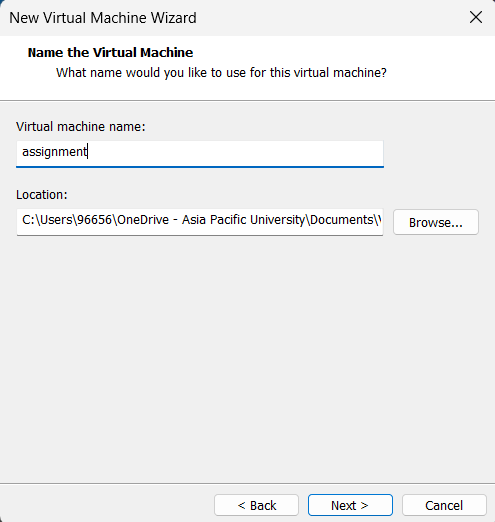 New Virtual Machine Wizard
Name the Virtual Machine
What name would you like to use for this virtual machine?
Virtual machine name:
assignment
Location:
C:\Users\96656\OneDrive - Asia Pacific University\Documents\
Browse...
< Back
Next >
Cancel